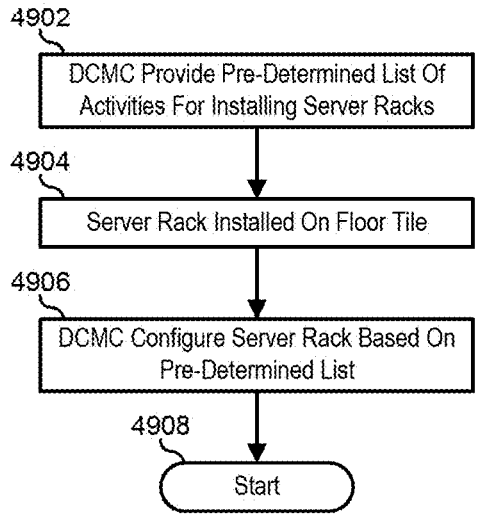 4902
DCMC Provide Pre-Determined List Of
Activities For Installing Server Racks
4904
Server Rack Installed On Floor Tile
4906
DCMC Configure Server Rack Based On
Pre-Determined List
4908
Start